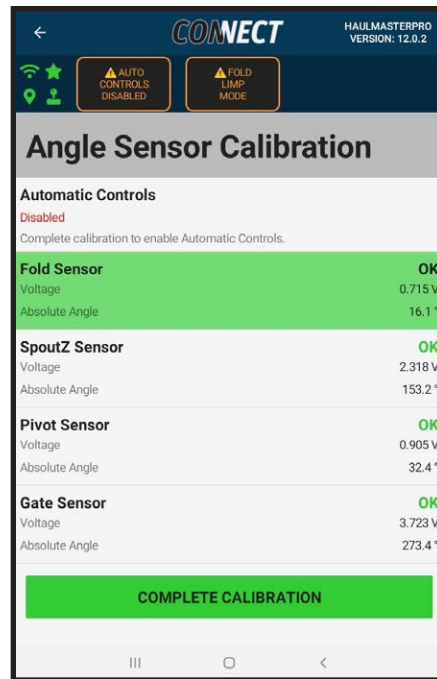 CONNECT
HAULMASTERPRO
VERSION: 12.0.2
AUTO
CONTROLS
DISABLED
FOLD
LIMP
MODE
Angle Sensor Calibration
Automatic Controls
Disabled
Complete calibration to enable Automatic Controls.
Fold Sensor OK
Voltage 0.715 V
Absolute Angle 16.1 °
SpoutZ Sensor OK
Voltage 2.318 V
Absolute Angle 153.2 °
Pivot Sensor OK
Voltage 0.905 V
Absolute Angle 32.4 °
Gate Sensor OK
Voltage 3.723 V
Absolute Angle 273.4 °
COMPLETE CALIBRATION